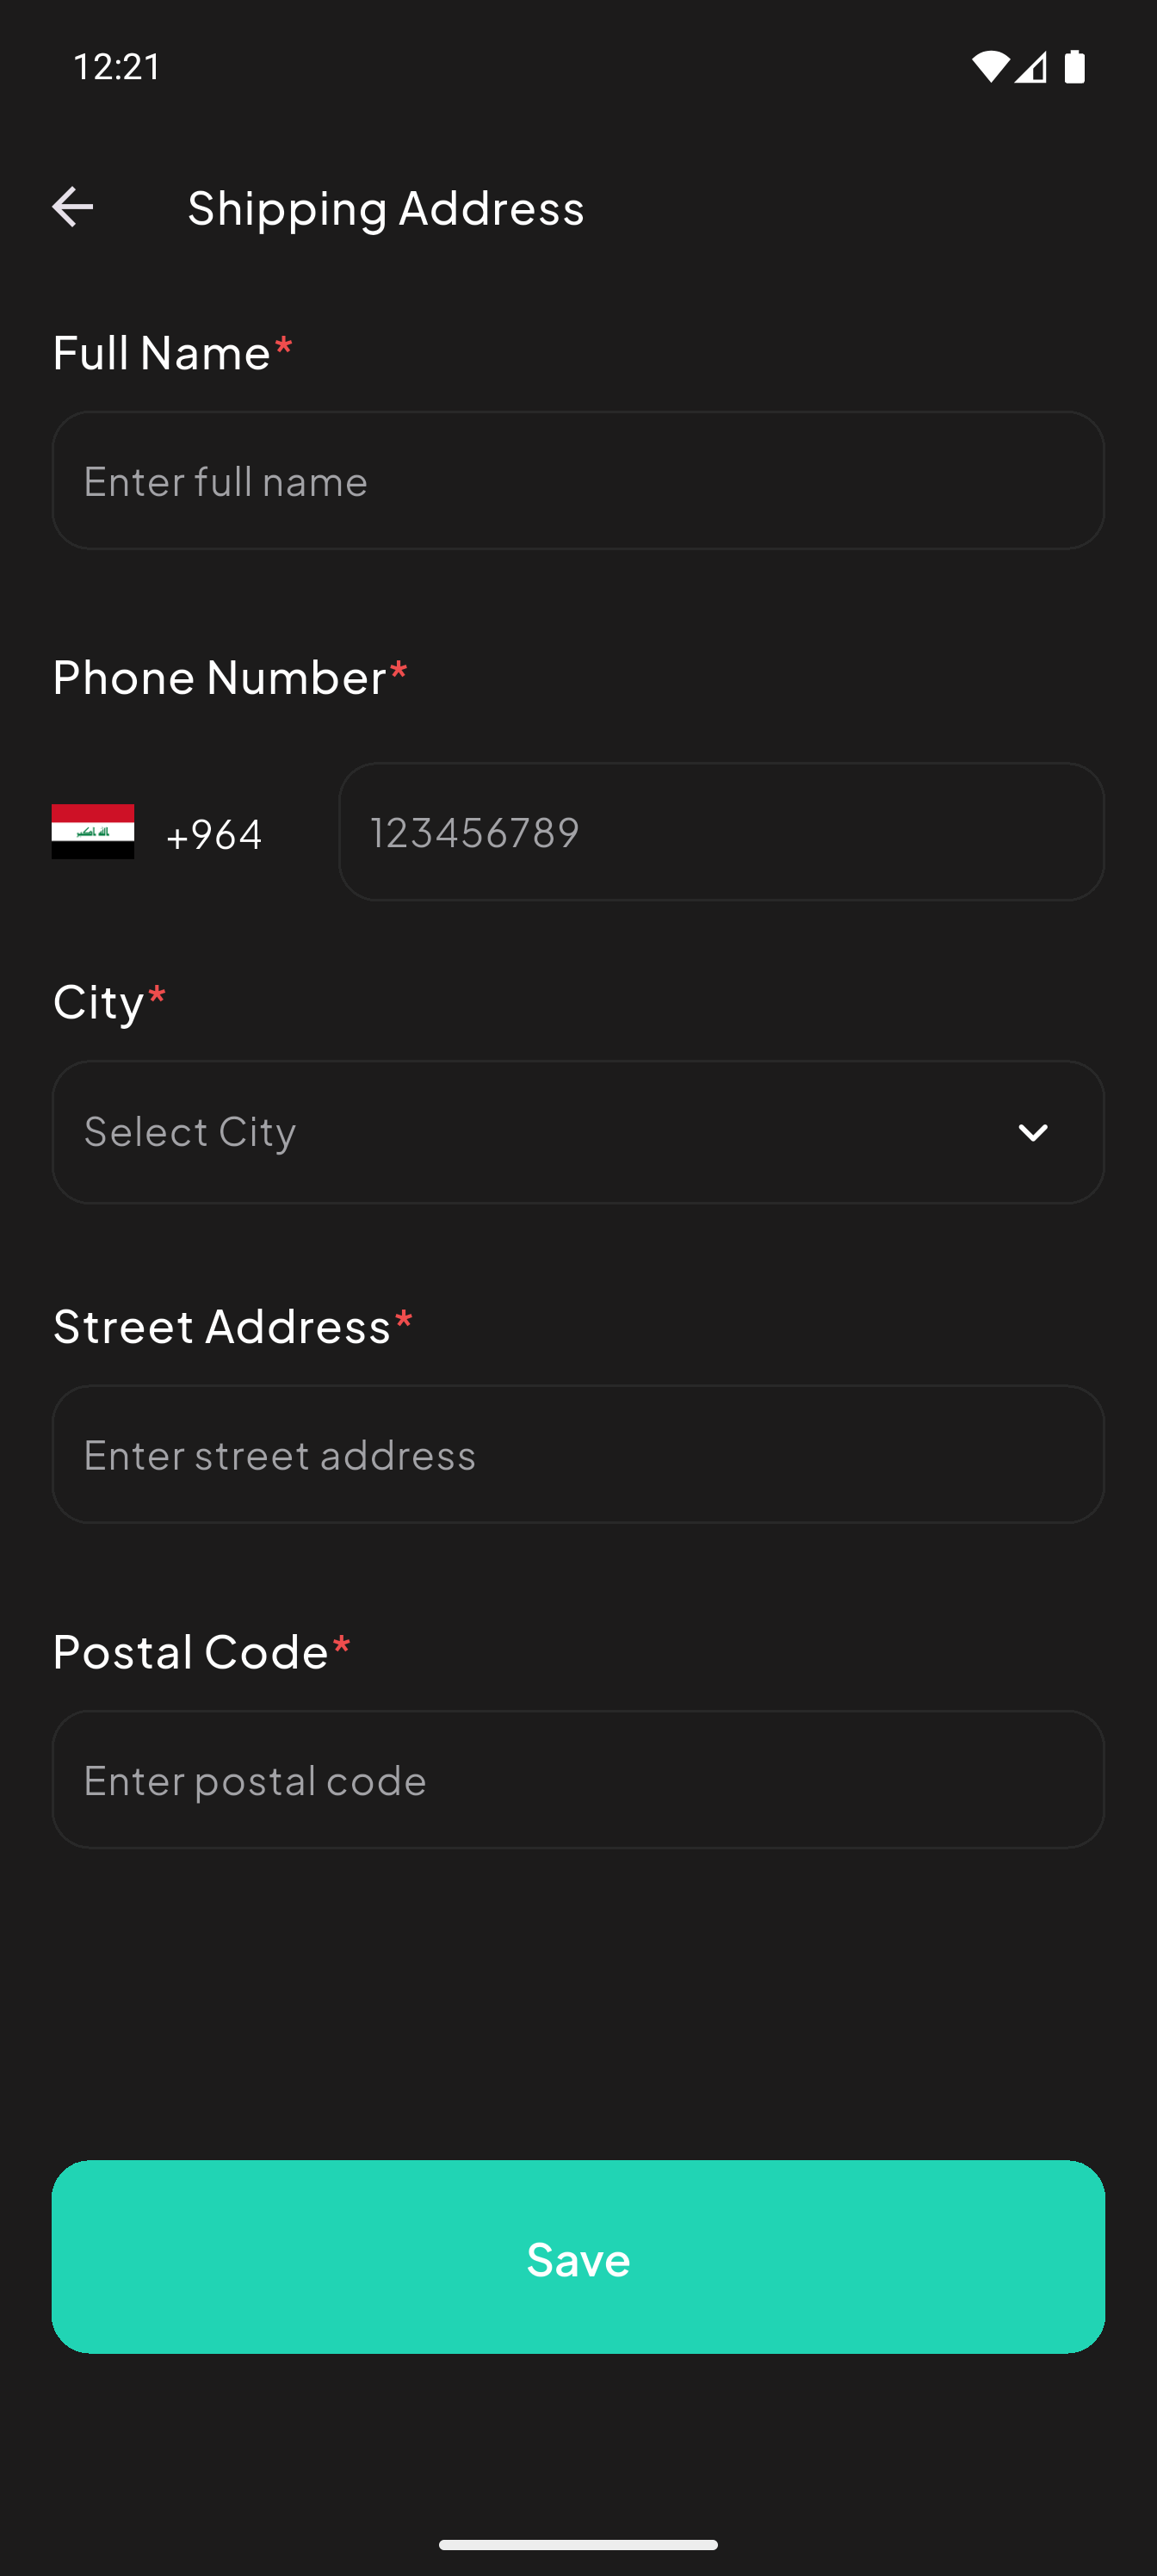 12:21
Shipping Address
Full Name*
Enter full name
Phone Number*
+964
123456789
City*
Select City
Street Address*
Enter street address
Postal Code*
Enter postal code
Save